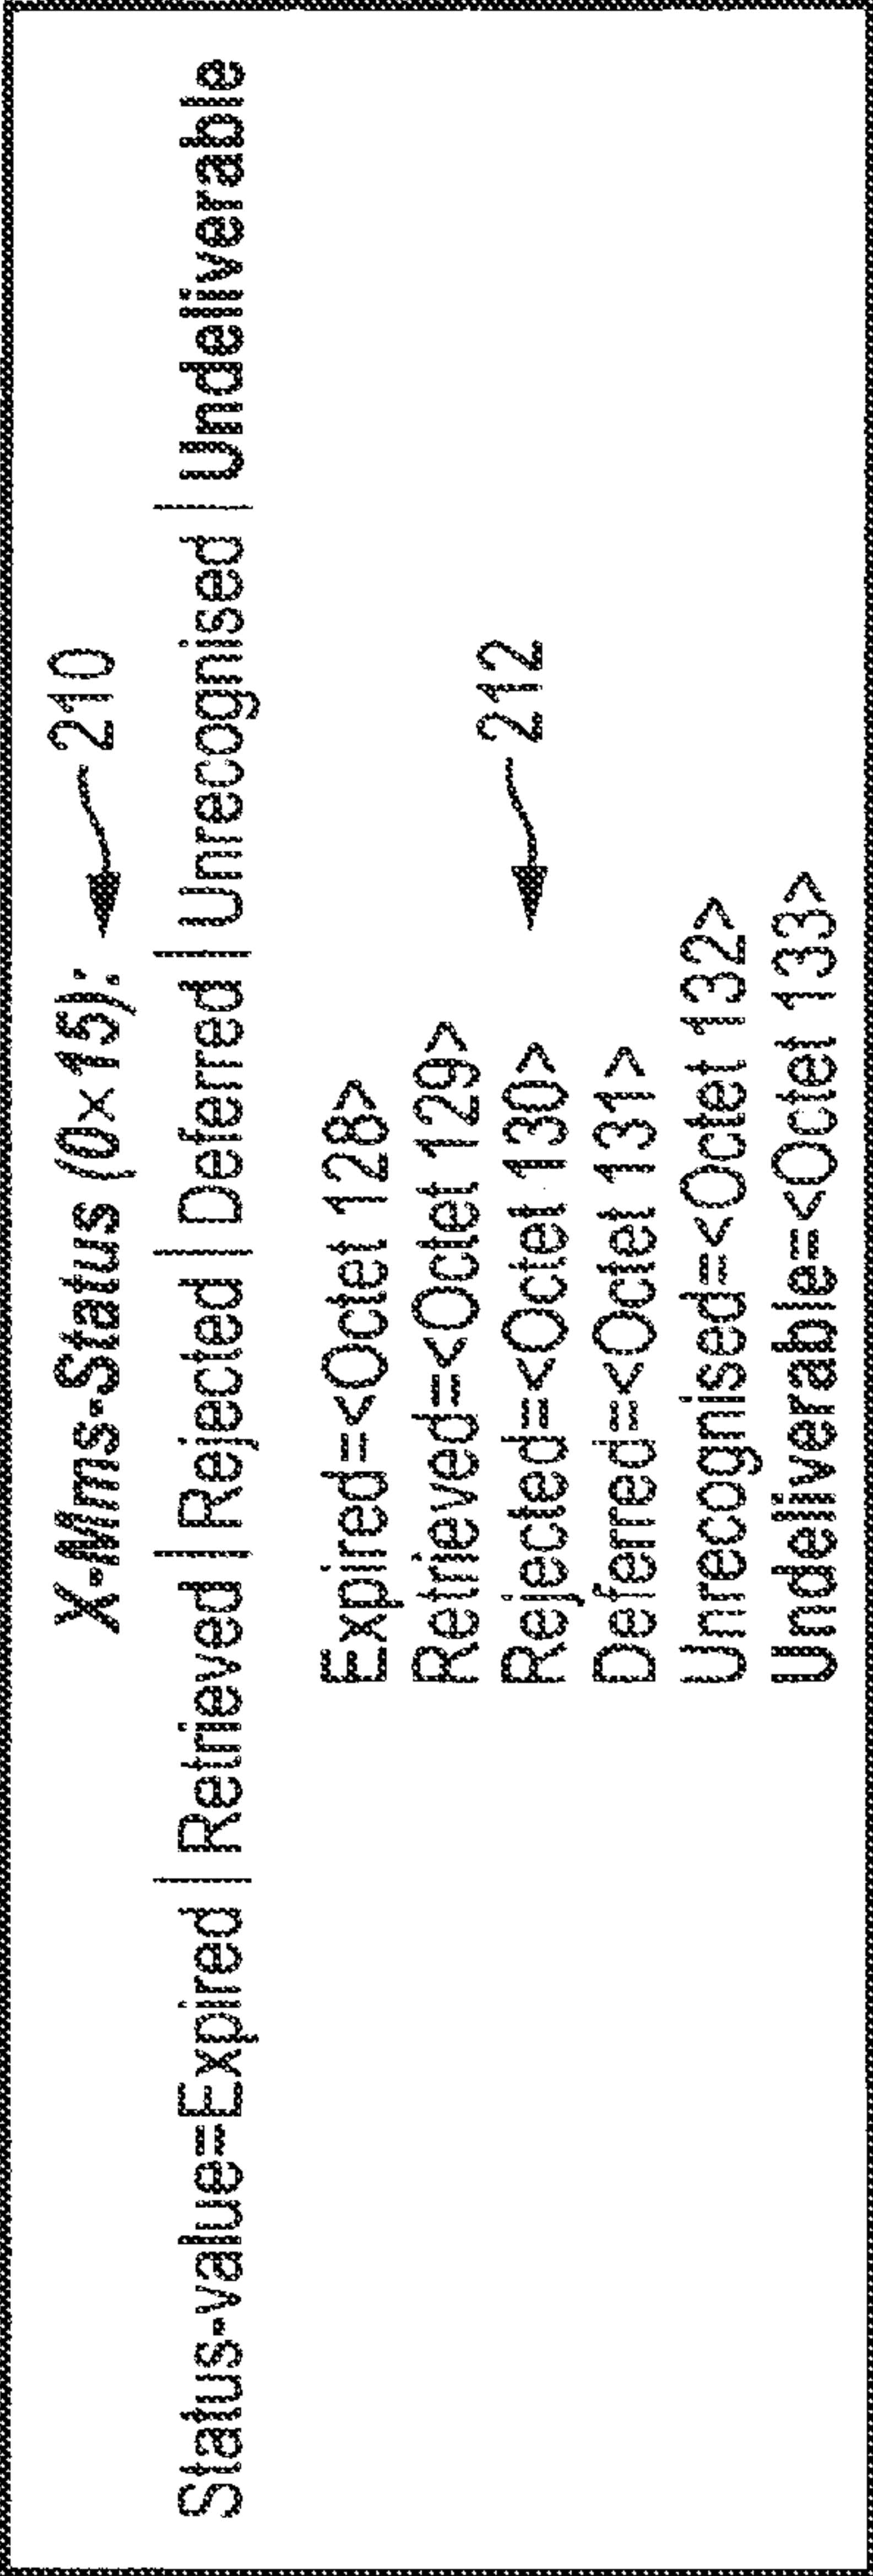 X-Mms-Status (0×15): 210
Status-value=Expired | Retrieved | Rejected | Deferred | Unrecognised | Undeliverable
Expired=<Octet 128>
Retrieved=<Octet 129>
212
Rejected=<Octet 130>
Deferred=<Octet 131>
Unrecognised=<Octet 132>
Undeliverable=<Octet 133>